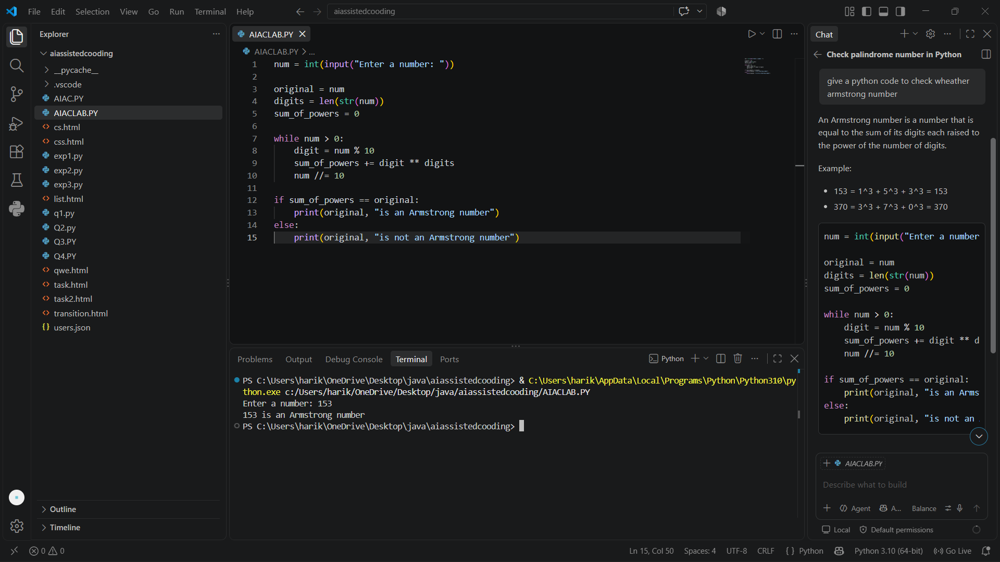 File Edit Selection View Go Run Terminal Help
aiassistedcooding
Explorer
aiassistedcooding
__pycache__
.vscode
AIAC.PY
AIACLAB.PY
cs.html
css.html
exp1.py
exp2.py
exp3.py
list.html
q1.py
Q2.py
Q3.PY
Q4.PY
qwe.html
task.html
task2.html
transition.html
users.json
Outline
Timeline
AIACLAB.PY
AIACLAB.PY > ...
1 num = int(input("Enter a number: "))
2
3 original = num
4 digits = len(str(num))
5 sum_of_powers = 0
6
7 while num > 0:
8 digit = num % 10
9 sum_of_powers += digit ** digits
10 num //= 10
11
12 if sum_of_powers == original:
13 print(original, "is an Armstrong number")
14 else:
15 print(original, "is not an Armstrong number")
Problems Output Debug Console Terminal Ports
Python
PS C:\Users\harik\OneDrive\Desktop\java\aiassistedcooding> & C:\Users\harik\AppData\Local\Programs\Python\Python310\py
thon.exe c:/Users/harik/OneDrive/Desktop/java/aiassistedcooding/AIACLAB.PY
Enter a number: 153
153 is an Armstrong number
PS C:\Users\harik\OneDrive\Desktop\java\aiassistedcooding>
Chat
Check palindrome number in Python
give a python code to check wheather
armstrong number
An Armstrong number is a number that is
equal to the sum of its digits each raised to
the power of the number of digits.
Example:
• 153 = 1^3 + 5^3 + 3^3 = 153
• 370 = 3^3 + 7^3 + 0^3 = 370
num = int(input("Enter a number
original = num
digits = len(str(num))
sum_of_powers = 0
while num > 0:
digit = num % 10
sum_of_powers += digit ** d
num //= 10
if sum_of_powers == original:
print(original, "is an Arms
else:
print(original, "is not an
AIACLAB.PY
Describe what to build
Agent A... Balance
Local Default permissions
0 0
Ln 15, Col 50 Spaces: 4 UTF-8 CRLF { } Python Python 3.10 (64-bit) Go Live